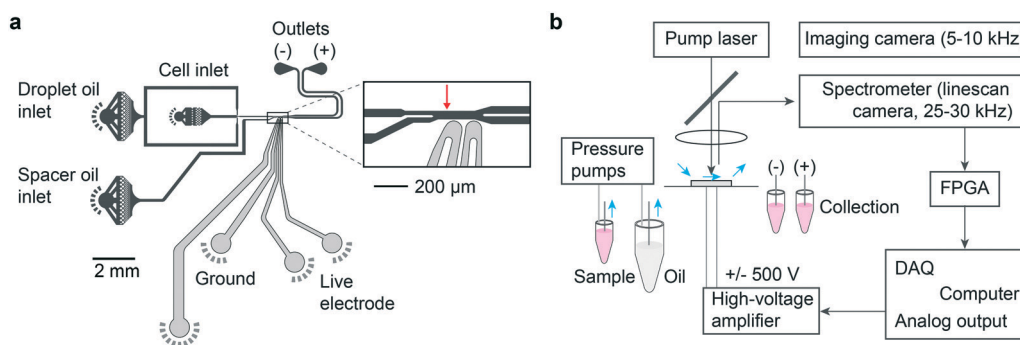 a
Outlets
(-) (+)
Cell inlet
Droplet oil
inlet
Spacer oil
inlet
200 µm
2 mm
Ground
Live
electrode
b
Pump laser
Imaging camera (5-10 kHz
Spectrometer (linescan
camera, 25-30 kHz)
Pressure
pumps
(-) (+)
Collection
FPGA
Sample
Oil
+/- 500 V
High-voltage
amplifier
DAQ
Computer
Analog output